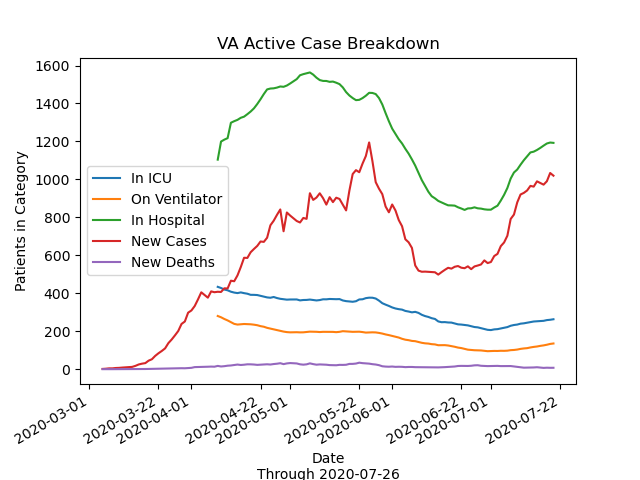 VA Active Case Breakdown
Patients in Category
1600
1400
1200
1000
800
600
400
200
0
In ICU
On Ventilator
In Hospital
New Cases
New Deaths
2020-03-01
2020-03-22
2020-04-01
2020-04-22
2020-05-01
2020-05-22
2020-06-01
2020-06-22
2020-07-01
2020-07-22
Date
Through 2020-07-26